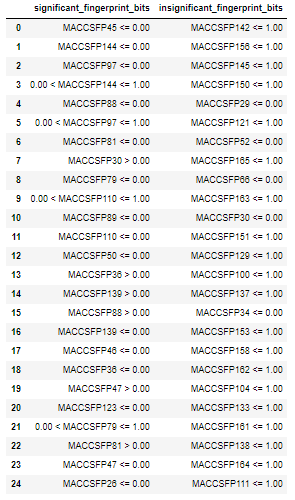 significant_fingerprint_bits insignificant_fingerprint_bits
0 MACCSFP45 <= 0.00 MACCSFP142 <= 1.00
1 MACCSFP144 <= 0.00 MACCSFP156 <= 1.00
2 MACCSFP97 <= 0.00 MACCSFP145 <= 1.00
3 0.00 < MACCSFP144 <= 1.00 MACCSFP150 <= 1.00
4 MACCSFP88 <= 0.00 MACCSFP29 <= 0.00
5 0.00 < MACCSFP97 <= 1.00 MACCSFP121 <= 1.00
6 MACCSFP81 <= 0.00 MACCSFP52 <= 0.00
7 MACCSFP30 > 0.00 MACCSFP165 <= 1.00
8 MACCSFP79 <= 0.00 MACCSFP66 <= 0.00
9 0.00 < MACCSFP110 <= 1.00 MACCSFP163 <= 1.00
10 MACCSFP89 <= 0.00 MACCSFP30 <= 0.00
11 MACCSFP110 <= 0.00 MACCSFP151 <= 1.00
12 MACCSFP50 <= 0.00 MACCSFP129 <= 1.00
13 MACCSFP36 > 0.00 MACCSFP100 <= 1.00
14 MACCSFP139 > 0.00 MACCSFP137 <= 1.00
15 MACCSFP88 > 0.00 MACCSFP34 <= 0.00
16 MACCSFP139 <= 0.00 MACCSFP153 <= 1.00
17 MACCSFP46 <= 0.00 MACCSFP158 <= 1.00
18 MACCSFP36 <= 0.00 MACCSFP162 <= 1.00
19 MACCSFP47 > 0.00 MACCSFP104 <= 1.00
20 MACCSFP123 <= 0.00 MACCSFP133 <= 1.00
21 0.00 < MACCSFP79 <= 1.00 MACCSFP161 <= 1.00
22 MACCSFP81 > 0.00 MACCSFP138 <= 1.00
23 MACCSFP47 <= 0.00 MACCSFP164 <= 1.00
24 MACCSFP26 <= 0.00 MACCSFP111 <= 1.00